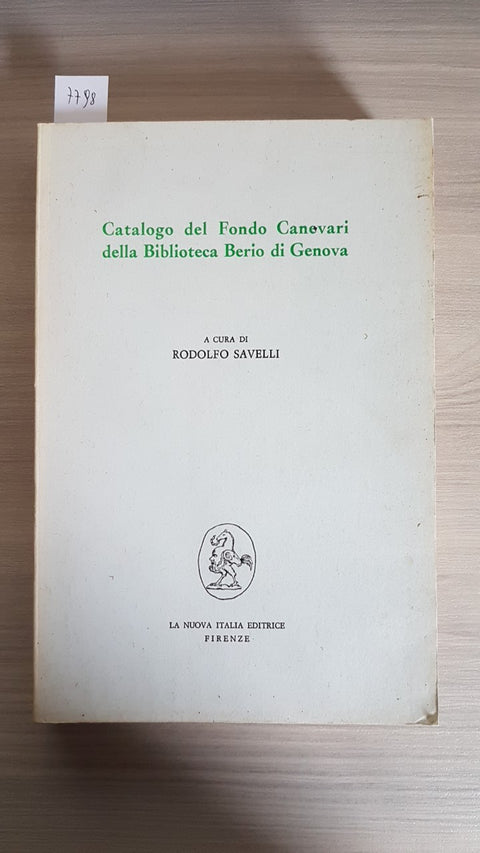 7798
Catalogo del Fondo Canevari
della Biblioteca Berio di Genova
A CURA DI
RODOLFO SAVELLI
LA NUOVA ITALIA EDITRICE
FIRENZE